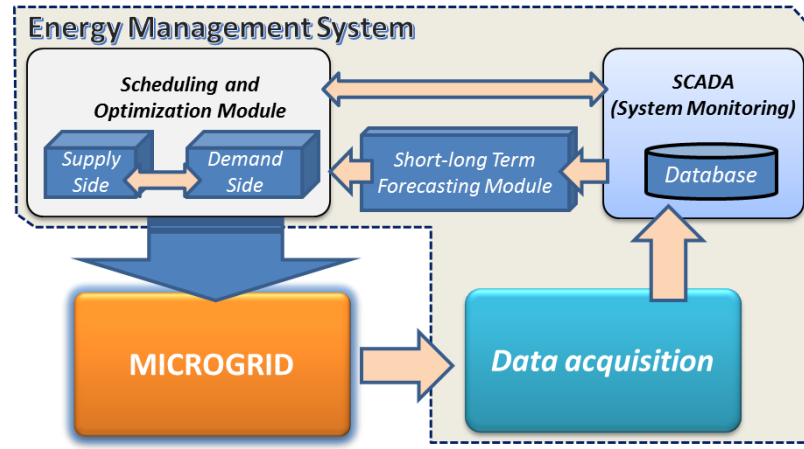 Energy Management System
Scheduling and
Optimization Module
Supply
Side
Demand
Side
Short-long Term
Forecasting Module
SCADA
(System Monitoring)
Database
MICROGRID
Data acquisition